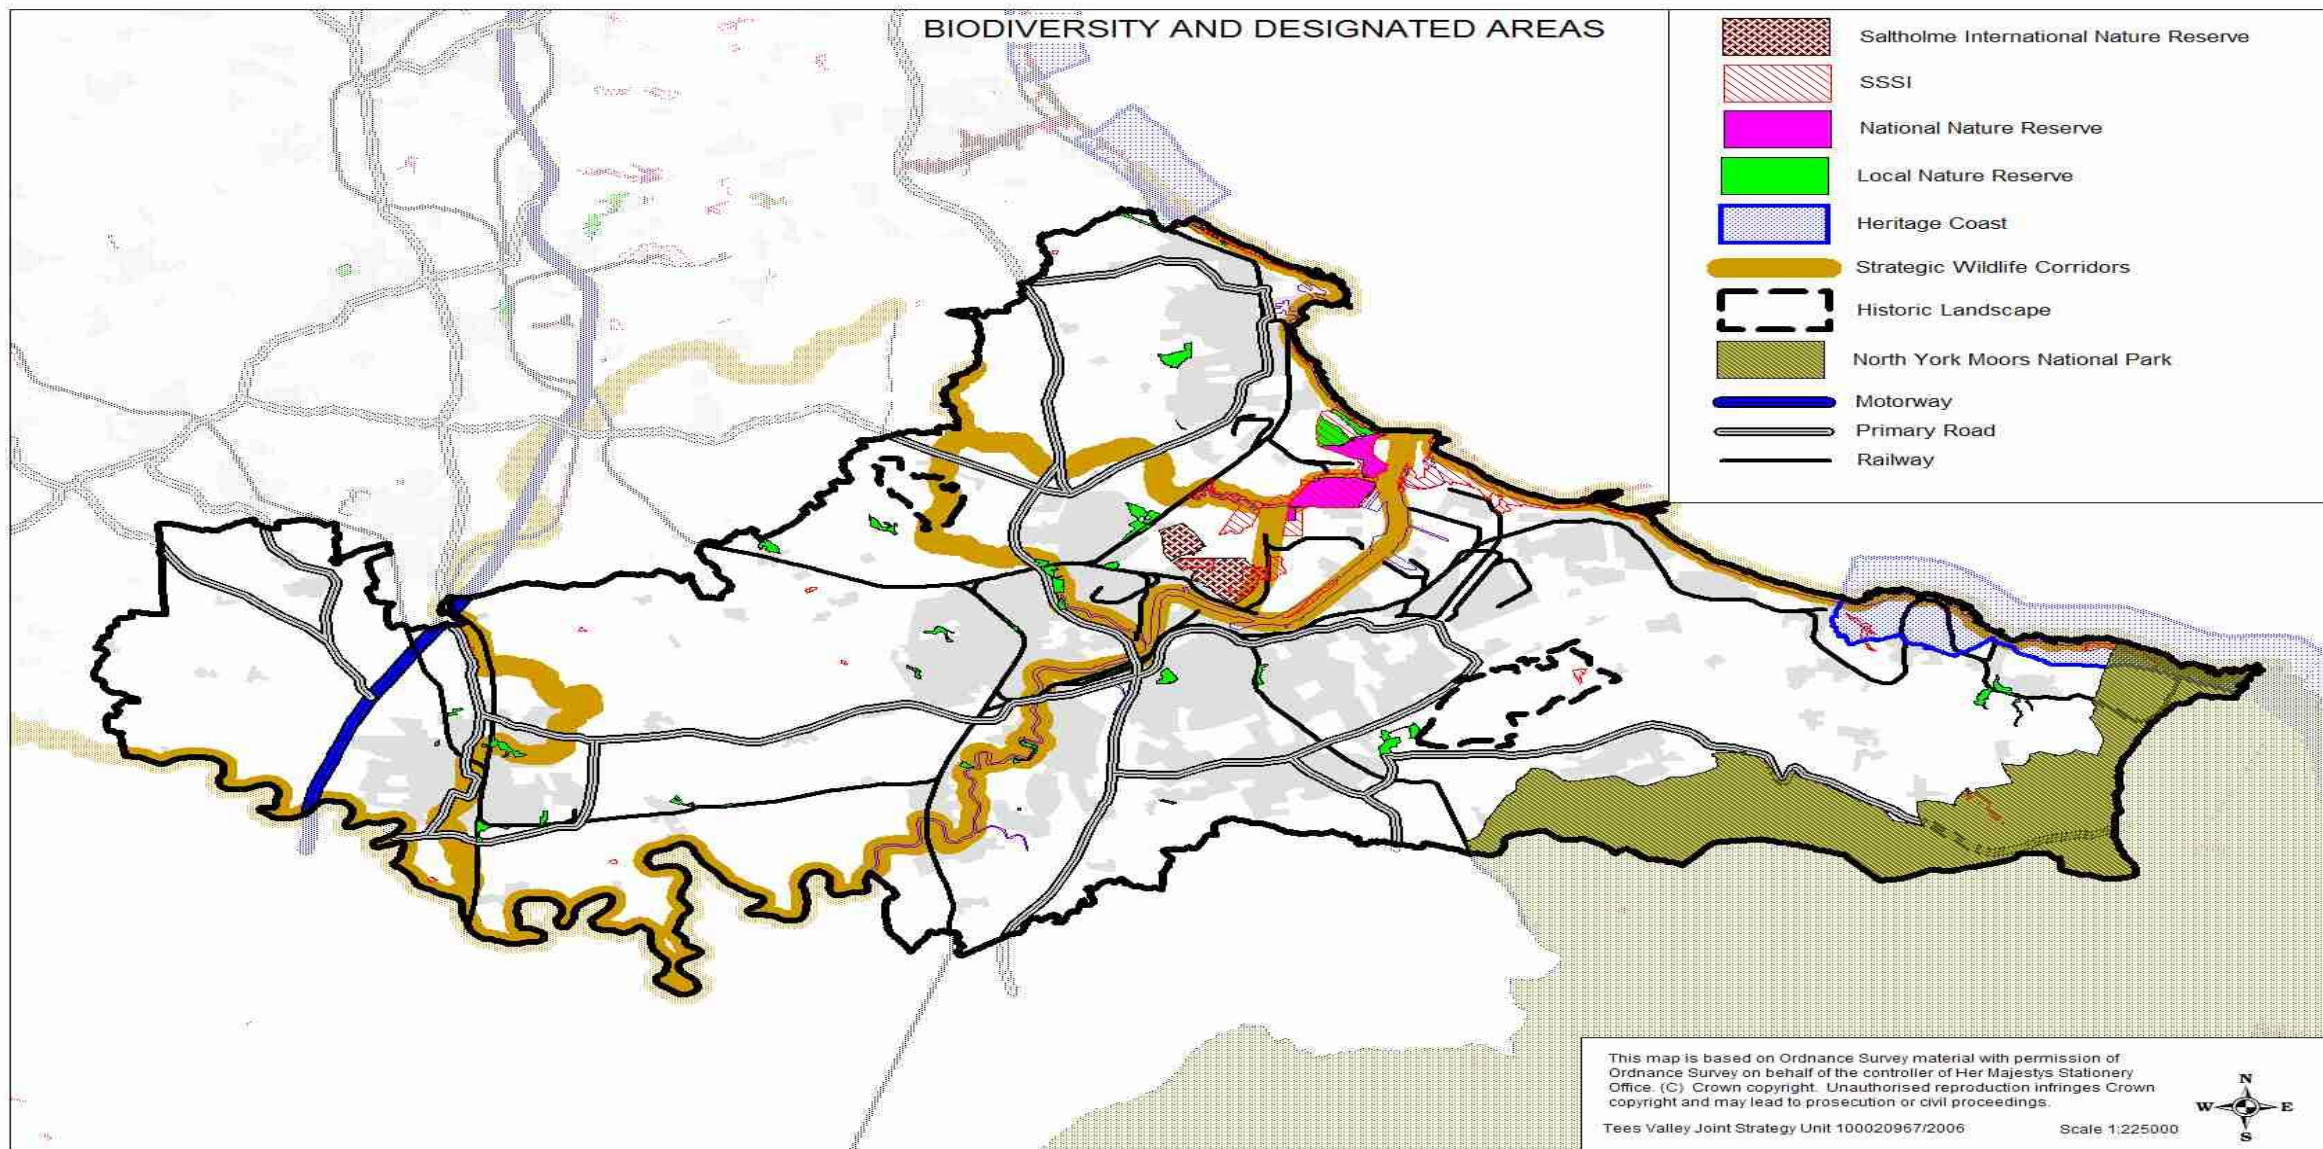 BIODIVERSITY AND DESIGNATED AREAS
Saltholme International Nature Reserve
SSSI
National Nature Reserve
Local Nature Reserve
Heritage Coast
Strategic Wildlife Corridors
Historic Landscape
North York Moors National Park
Motorway
Primary Road
Railway
This map is based on Ordnance Survey material with permission of
Ordnance Survey on behalf of the controller of Her Majestys Stationery
Office. (C) Crown copyright. Unauthorised reproduction infringes Crown
copyright and may lead to prosecution or civil proceedings.
Tees Valley Joint Strategy Unit 100020967/2006
Scale 1:225000
N
W E
S